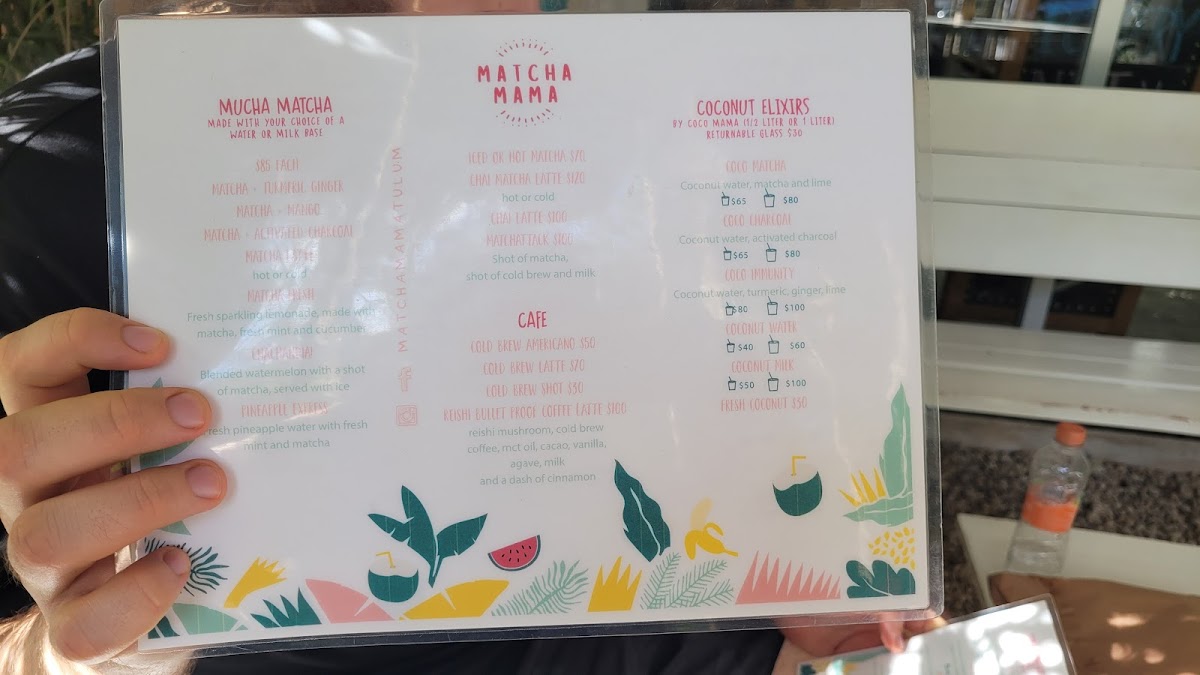 MATCHA
MAMA
MUCHA MATCHA
MADE WITH YOUR CHOICE OF A
WATER OR MILK BASE
$85 EACH
MATCHA + TURMERIC GINGER
MATCHA + MANGO
MATCHA + ACTIVATED CHARCOAL
MATCHA
hot or cold
MATCHA FRESH
Fresh sparkling lemonade, made with
matcha, fresh mint and cucumber
Blended watermelon with a shot
of matcha, served with ice
PINEAPPLE EXPRESS
Fresh pineapple water with fresh
mint and matcha
MATCHAMAMATULUM
ICED OR HOT MATCHA $70
CHAI MATCHA LATTE $120
hot or cold
CHAI LATTE $100
MATCHATTACK $160
Shot of matcha,
shot of cold brew and milk
CAFE
COLD BREW AMERICANO $50
COLD BREW LATTE $70
COLD BREW SHOT $30
REISHI BULLET PROOF COFFEE LATTE $100
reishi mushroom, cold brew
coffee, mct oil, cacao, vanilla,
agave, milk
and a dash of cinnamon
COCONUT ELIXIRS
BY COCO MAMA (1/2 LITER OR 1 LITER)
RETURNABLE GLASS $30
COCO MATCHA
Coconut water, matcha and lime
$65 $80
COCO CHARCOAL
Coconut water, activated charcoal
$65 $80
COCO IMMUNITY
Coconut water, turmeric, ginger, lime
$80 $100
COCONUT WATER
$40 $60
COCONUT MILK
$50 $100
FRESH COCONUT $50